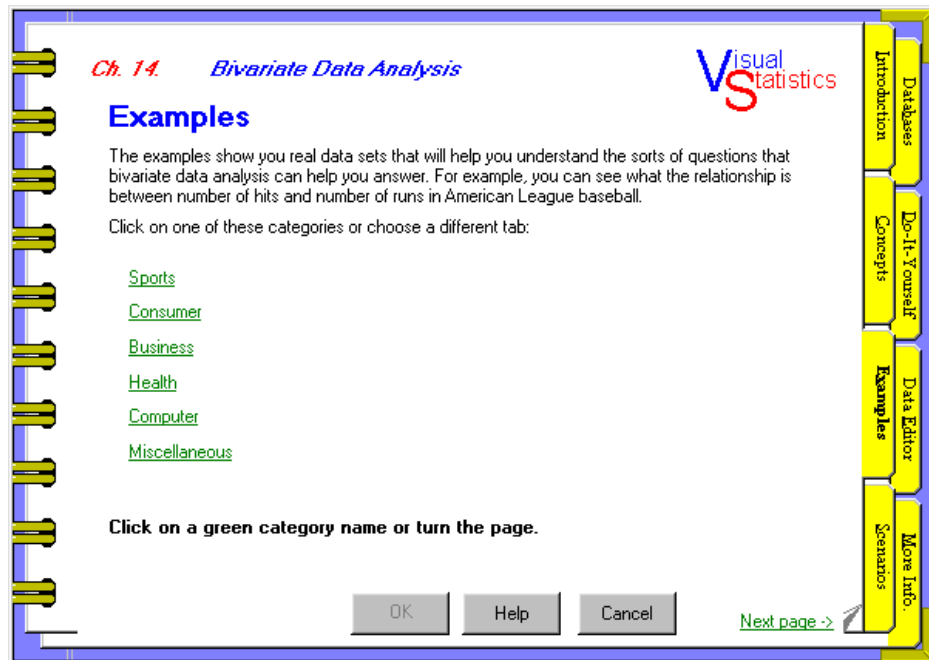 Ch. 14. Bivariate Data Analysis
Visual
Statistics
Examples
The examples show you real data sets that will help you understand the sorts of questions that
bivariate data analysis can help you answer. For example, you can see what the relationship is
between number of hits and number of runs in American League baseball.
Click on one of these categories or choose a different tab:
Sports
Consumer
Business
Health
Computer
Miscellaneous
Click on a green category name or turn the page.
OK
Help
Cancel
Next page ->
Introduction
Concepts
Examples
Scenarios
Databases
Do-It-Yourself
Data Editor
More Info.